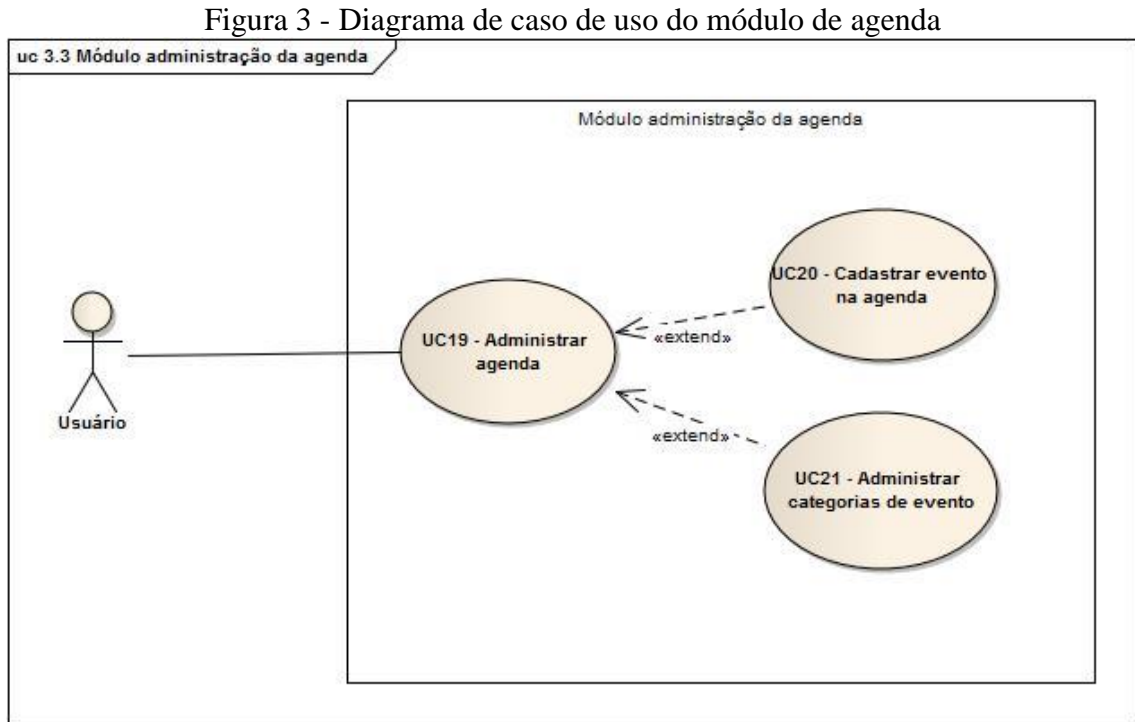 Figura 3 - Diagrama de caso de uso do módulo de agenda
uc 3.3 Módulo administração da agenda
Módulo administração da agenda
UC20 - Cadastrar evento
na agenda
UC19 - Administrar
agenda
«extend»
Usuário
«extend»
UC21 - Administrar
categorias de evento